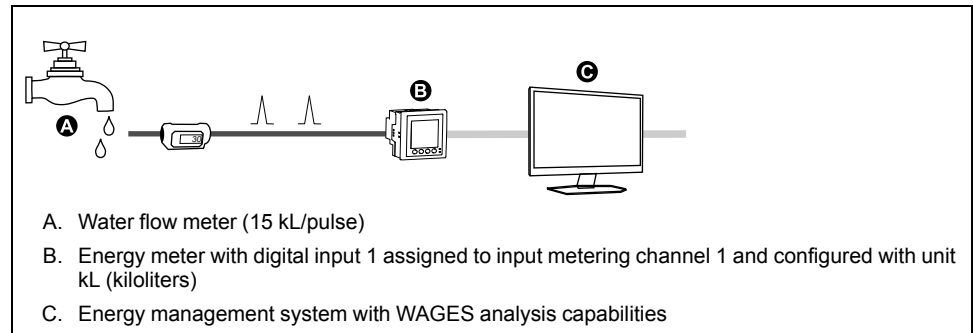 C
B
A
30
A. Water flow meter (15 kL/pulse)
B. Energy meter with digital input 1 assigned to input metering channel 1 and configured with unit
kL (kiloliters)
C. Energy management system with WAGES analysis capabilities